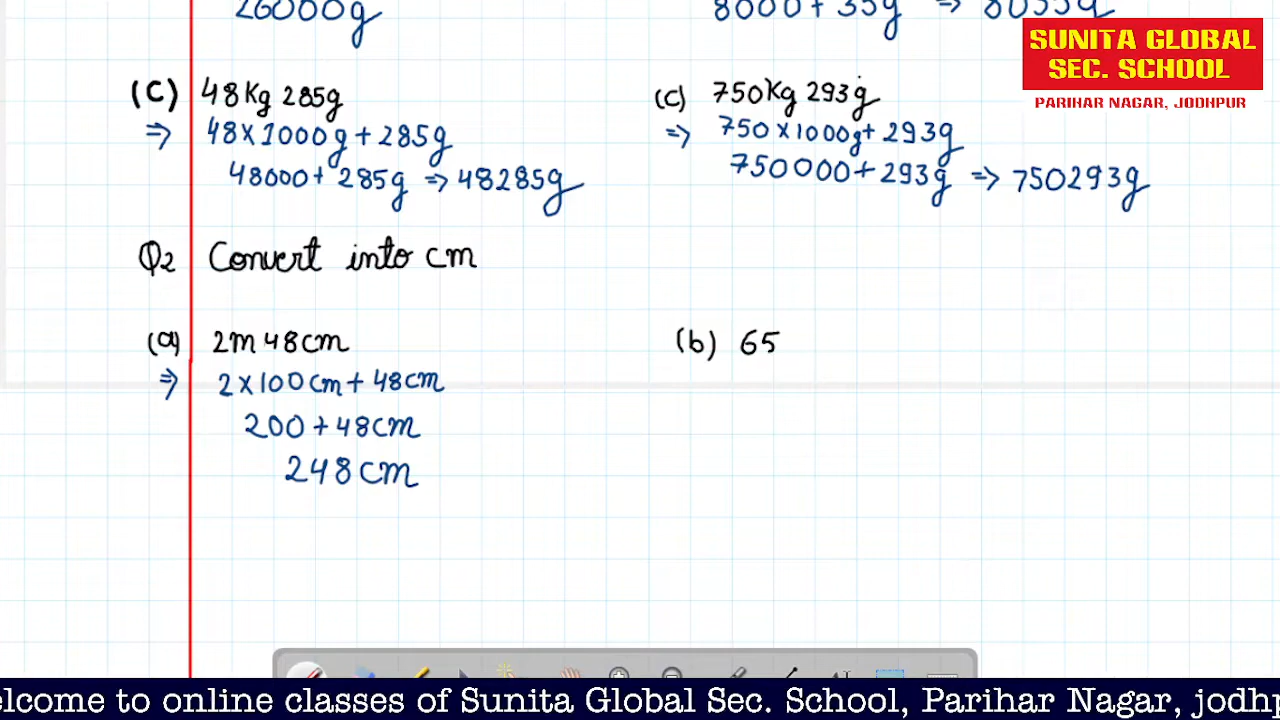 26000g
8000 + 35g ⇒ 8035g
SUNITA GLOBAL
SEC. SCHOOL
PARIHAR NAGAR, JODHPUR
(C) 48Kg 285g
⇒ 48×1000g + 285g
48000 + 285g ⇒ 48285g
(c) 750Kg 293g
⇒ 750×1000g + 293g
750000 + 293g ⇒ 750293g
Q2 Convert into cm
(a) 2m 48cm
⇒ 2×100cm + 48cm
200 + 48cm
248cm
(b) 65
elcome to online classes of Sunita Global Sec. School, Parihar Nagar, jodhp